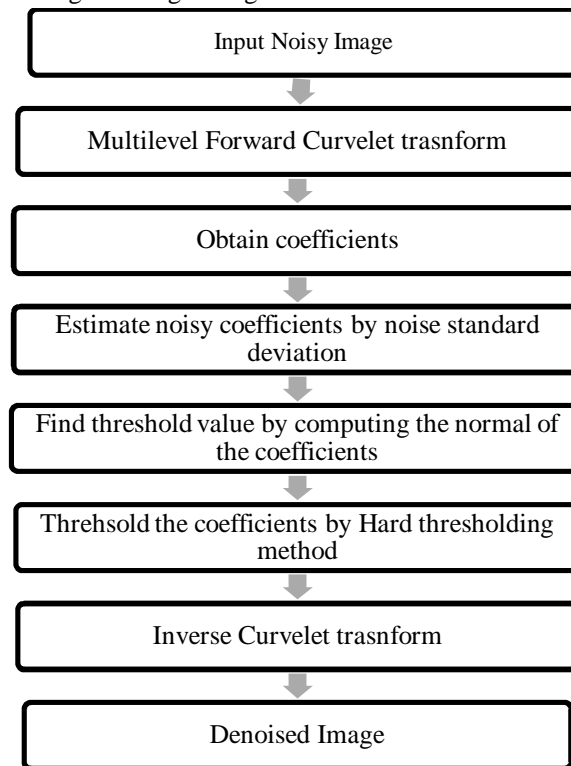 Input Noisy Image
Multilevel Forward Curvelet trasnform
Obtain coefficients
Estimate noisy coefficients by noise standard
deviation
Find threshold value by computing the normal of
the coefficients
Threhsold the coefficients by Hard thresholding
method
Inverse Curvelet trasnform
Denoised Image